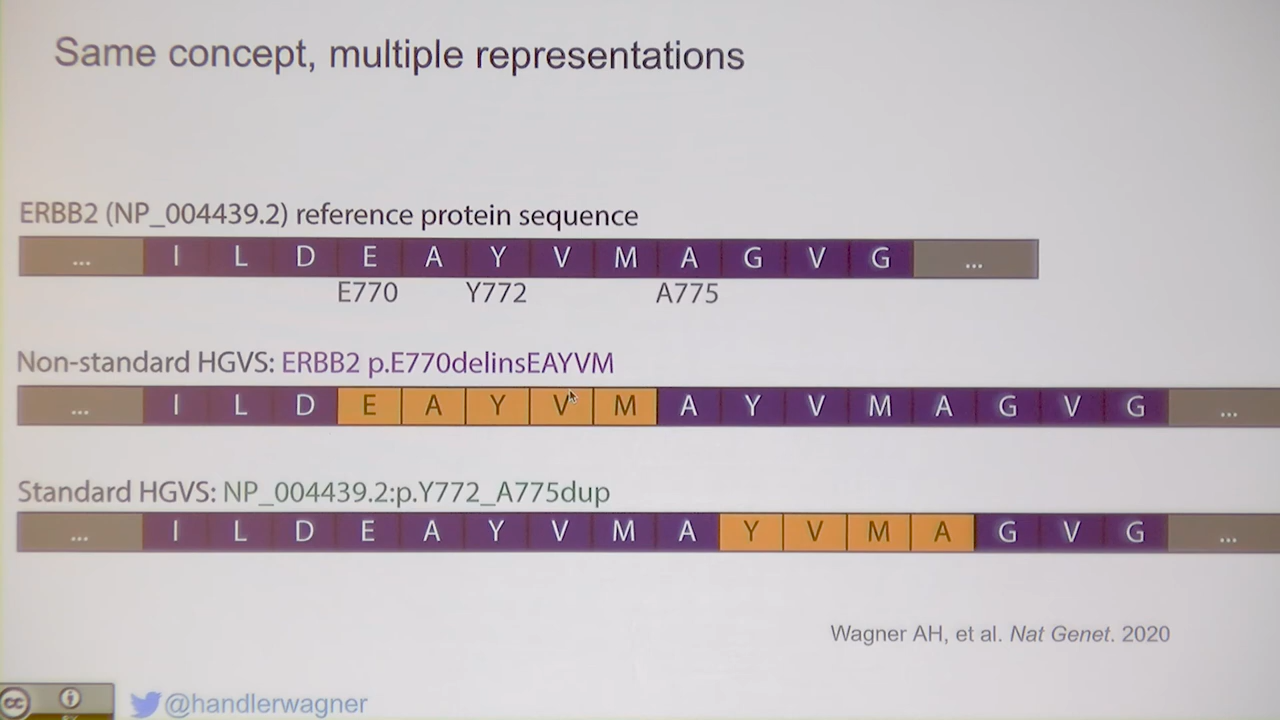 Same concept, multiple representations
ERBB2 (NP_004439.2) reference protein sequence
... I L D E A Y V M A G V G ...
E770 Y772 A775
Non-standard HGVS: ERBB2 p.E770delinsEAYVM
... I L D E A Y V M A Y V M A G V G ...
Standard HGVS: NP_004439.2:p.Y772_A775dup
... I L D E A Y V M A Y V M A G V G ...
Wagner AH, et al. Nat Genet. 2020
cc
@handlerwagner